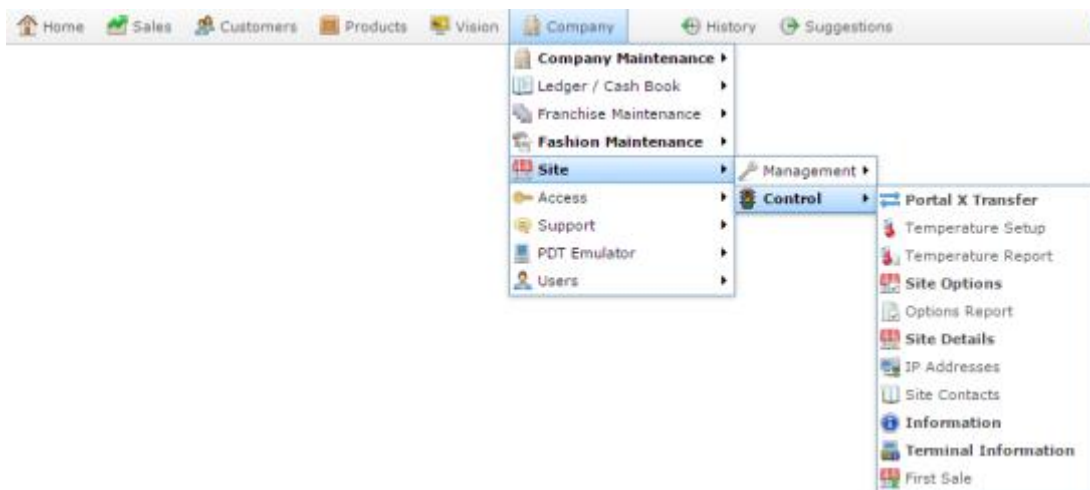 Home Sales Customers Products Vision Company History Suggestions
Company Maintenance
Ledger / Cash Book
Franchise Maintenance
Fashion Maintenance
Site
Access
Support
PDT Emulator
Users
Management
Control
Portal X Transfer
Temperature Setup
Temperature Report
Site Options
Options Report
Site Details
IP Addresses
Site Contacts
Information
Terminal Information
First Sale